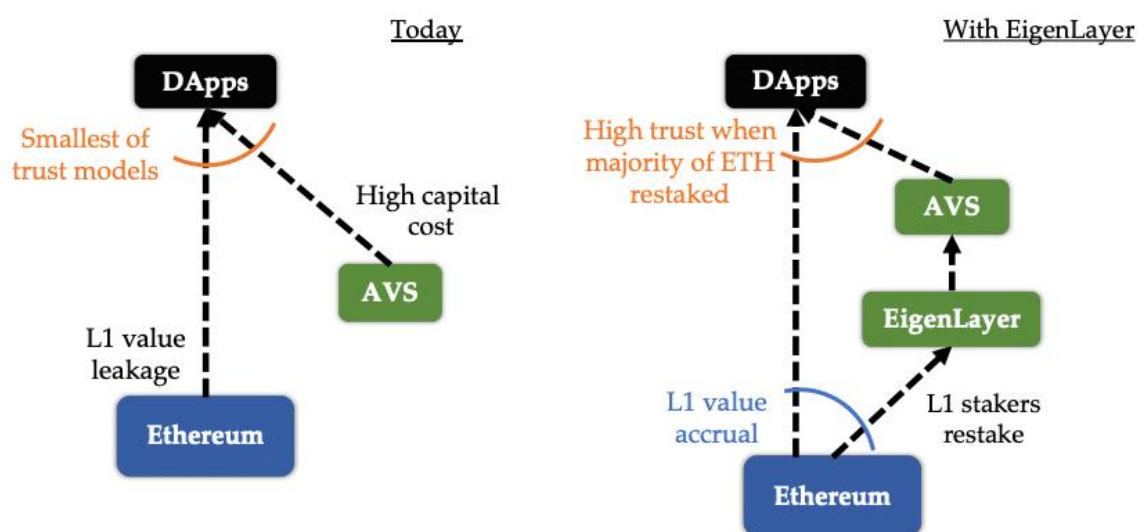 Today
DApps
Smallest of
trust models
High capital
cost
AVS
L1 value
leakage
Ethereum
With EigenLayer
DApps
High trust when
majority of ETH
restaked
AVS
EigenLayer
L1 value
accrual
L1 stakers
restake
Ethereum